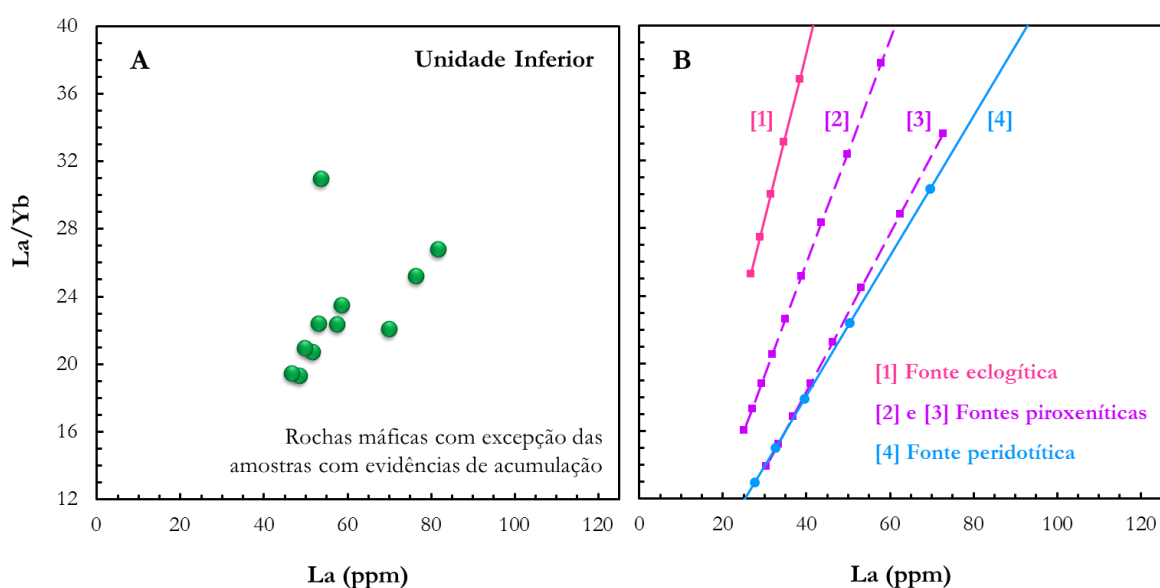 A
Unidade Inferior
40
36
32
28
24
20
16
12
La/Yb
Rochas máficas com excepção das
amostras com evidências de acumulação
0 20 40 60 80 100 120
La (ppm)
B
[1] [2] [3] [4]
[1] Fonte eclogítica
[2] e [3] Fontes piroxeníticas
[4] Fonte peridotítica
0 20 40 60 80 100 120
La (ppm)